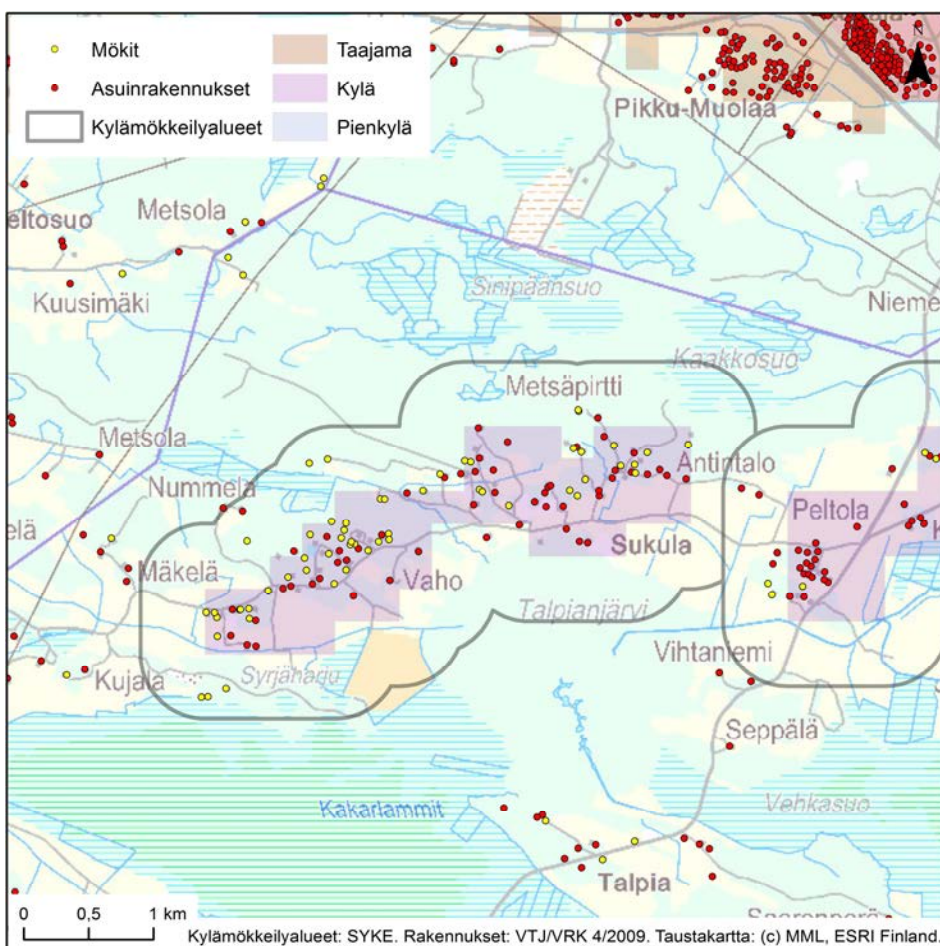 Mökit
Asuinrakennukset
Kylämökkeilyalueet
Taajama
Kylä
Pienkylä
N
Pikku-Muolaa
Metsola
eltosuo
Kuusimäki
Sinipäänsuo
Nieme
Kaakkosuo
Metsäpirtti
Metsola
Nummela
Antintalo
Peltola
elä
Mäkelä
Sukula
Vaho
Talpianjärvi
Vihtaniemi
Kujala
Syrjäharju
Seppälä
Kakarlammit
Vehkasuo
Talpia
0 0,5 1 km
Kylämökkeilyalueet: SYKE. Rakennukset: VTJ/VRK 4/2009. Taustakartta: (c) MML, ESRI Finland